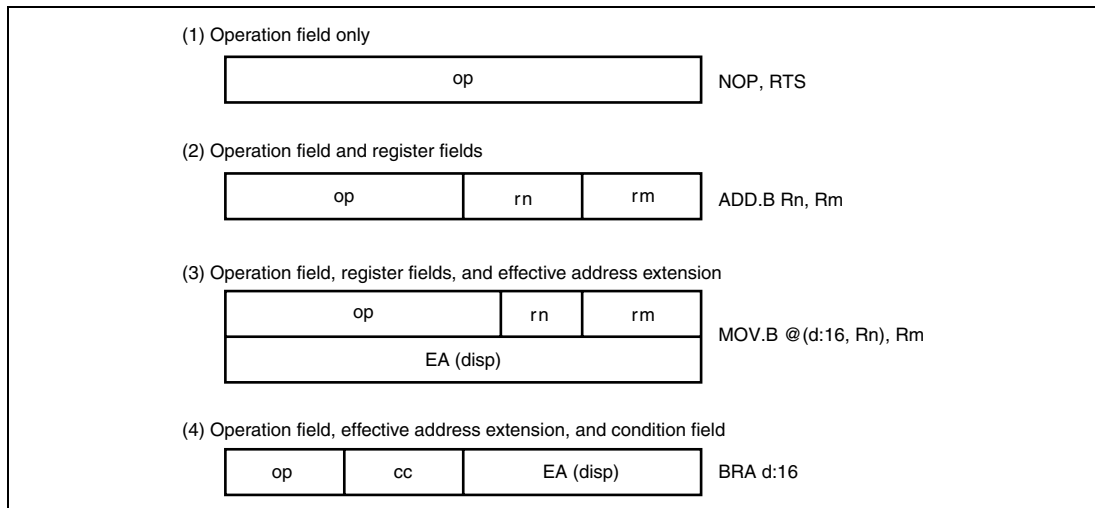 (1) Operation field only
op
NOP, RTS
(2) Operation field and register fields
op rn rm
ADD.B Rn, Rm
(3) Operation field, register fields, and effective address extension
op rn rm
EA (disp)
MOV.B @(d:16, Rn), Rm
(4) Operation field, effective address extension, and condition field
op cc EA (disp)
BRA d:16